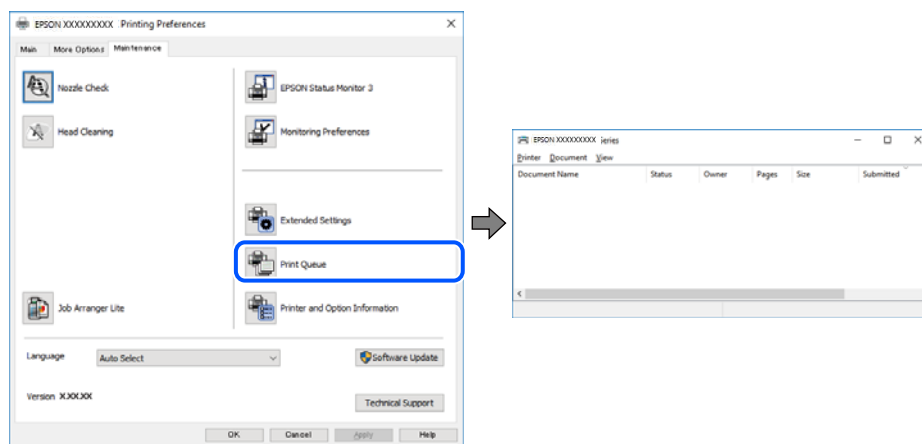 EPSON XXXXXXXXX Printing Preferences
Main More Options Maintenance
Nozzle Check
EPSON Status Monitor 3
Head Cleaning
Monitoring Preferences
Extended Settings
Print Queue
Job Arranger Lite
Printer and Option Information
Language Auto Select
Software Update
Version X.XX.XX
Technical Support
OK Cancel Apply Help
EPSON XXXXXXXXX ieries
Printer Document View
Document Name Status Owner Pages Size Submitted